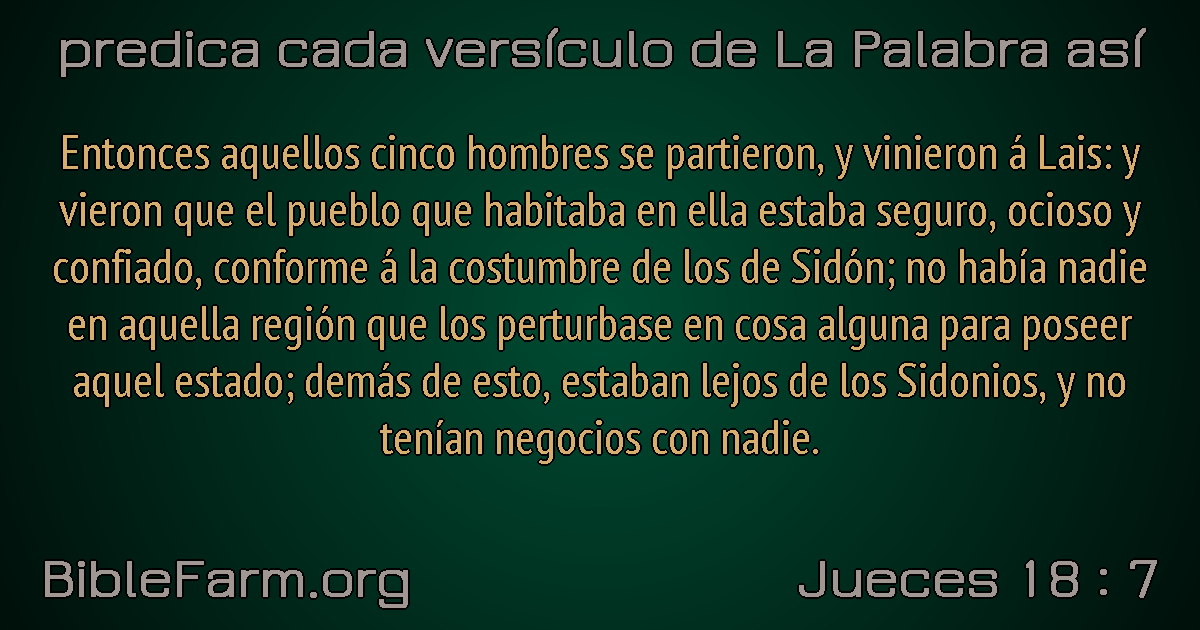 predica cada versículo de La Palabra así
Entonces aquellos cinco hombres se partieron, y vinieron á Lais: y
vieron que el pueblo que habitaba en ella estaba seguro, ocioso y
confiado, conforme á la costumbre de los de Sidón; no había nadie
en aquella región que los perturbase en cosa alguna para poseer
aquel estado; demás de esto, estaban lejos de los Sidonios, y no
tenían negocios con nadie.
BibleFarm.org
Jueces 18 : 7